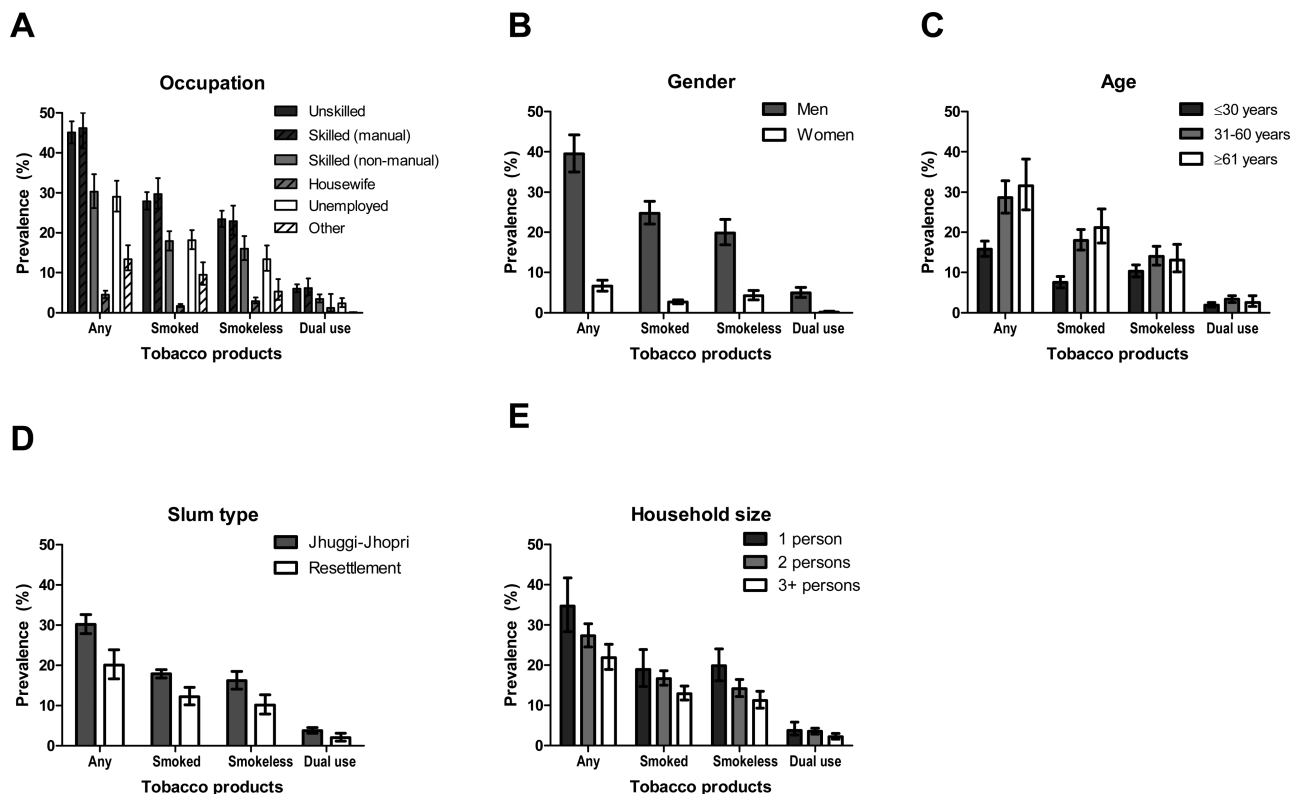 A
Occupation
50
40
30
20
10
0
Prevalence (%)
Unskilled
Skilled (manual)
Skilled (non-manual)
Housewife
Unemployed
Other
Any Smoked Smokeless Dual use
Tobacco products
B
Gender
50
40
30
20
10
0
Prevalence (%)
Men
Women
Any Smoked Smokeless Dual use
Tobacco products
C
Age
50
40
30
20
10
0
Prevalence (%)
≤30 years
31-60 years
≥61 years
Any Smoked Smokeless Dual use
Tobacco products
D
Slum type
50
40
30
20
10
0
Prevalence (%)
Jhuggi-Jhopri
Resettlement
Any Smoked Smokeless Dual use
Tobacco products
E
Household size
50
40
30
20
10
0
Prevalence (%)
1 person
2 persons
3+ persons
Any Smoked Smokeless Dual use
Tobacco products